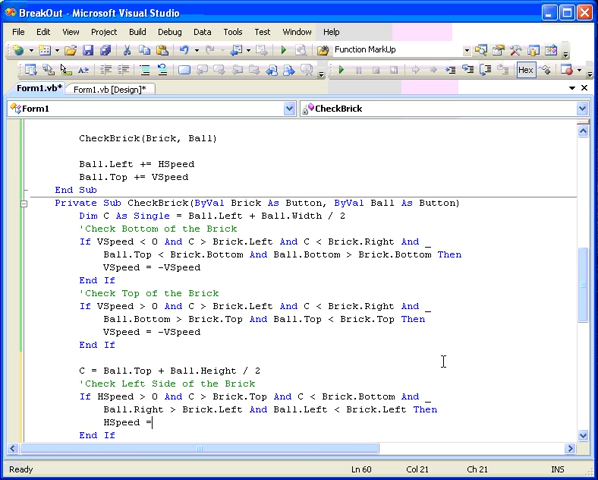 BreakOut - Microsoft Visual Studio
File Edit View Project Build Debug Data Tools Test Window Help
Function MarkUp
Hex
Form1.vb* Form1.vb [Design]*
Form1 CheckBrick
CheckBrick(Brick, Ball)
Ball.Left += HSpeed
Ball.Top += VSpeed
End Sub
Private Sub CheckBrick(ByVal Brick As Button, ByVal Ball As Button)
Dim C As Single = Ball.Left + Ball.Width / 2
'Check Bottom of the Brick
If VSpeed < 0 And C > Brick.Left And C < Brick.Right And _
Ball.Top < Brick.Bottom And Ball.Bottom > Brick.Bottom Then
VSpeed = -VSpeed
End If
'Check Top of the Brick
If VSpeed > 0 And C > Brick.Left And C < Brick.Right And _
Ball.Bottom > Brick.Top And Ball.Top < Brick.Top Then
VSpeed = -VSpeed
End If
C = Ball.Top + Ball.Height / 2
'Check Left Side of the Brick
If HSpeed > 0 And C > Brick.Top And C < Brick.Bottom And _
Ball.Right > Brick.Left And Ball.Left < Brick.Left Then
HSpeed =
End If
Ready Ln 60 Col 21 Ch 21 INS